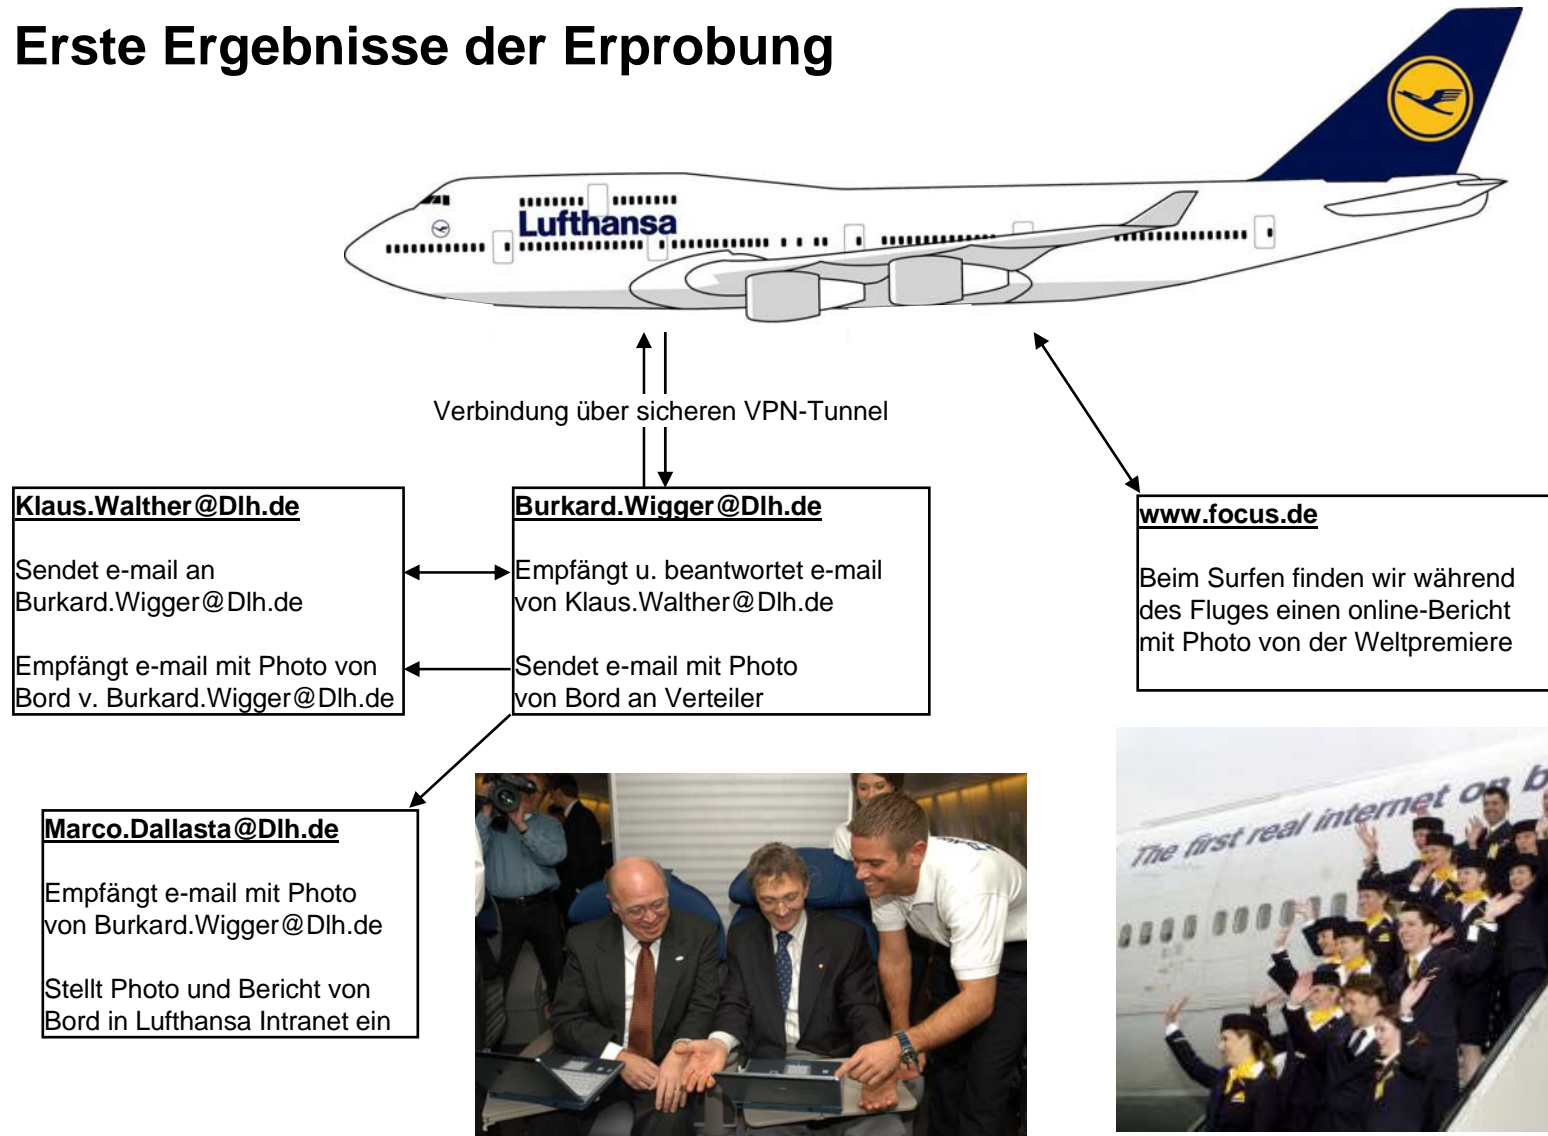 Erste Ergebnisse der Erprobung
Lufthansa
Verbindung über sicheren VPN-Tunnel
Klaus.Walther@Dlh.de
Sendet e-mail an
Burkard.Wigger@Dlh.de
Empfängt e-mail mit Photo von
Bord v. Burkard.Wigger@Dlh.de
Burkard.Wigger@Dlh.de
Empfängt u. beantwortet e-mail
von Klaus.Walther@Dlh.de
Sendet e-mail mit Photo
von Bord an Verteiler
www.focus.de
Beim Surfen finden wir während
des Fluges einen online-Bericht
mit Photo von der Weltpremiere
Marco.Dallasta@Dlh.de
Empfängt e-mail mit Photo
von Burkard.Wigger@Dlh.de
Stellt Photo und Bericht von
Bord in Lufthansa Intranet ein
The first real internet on b